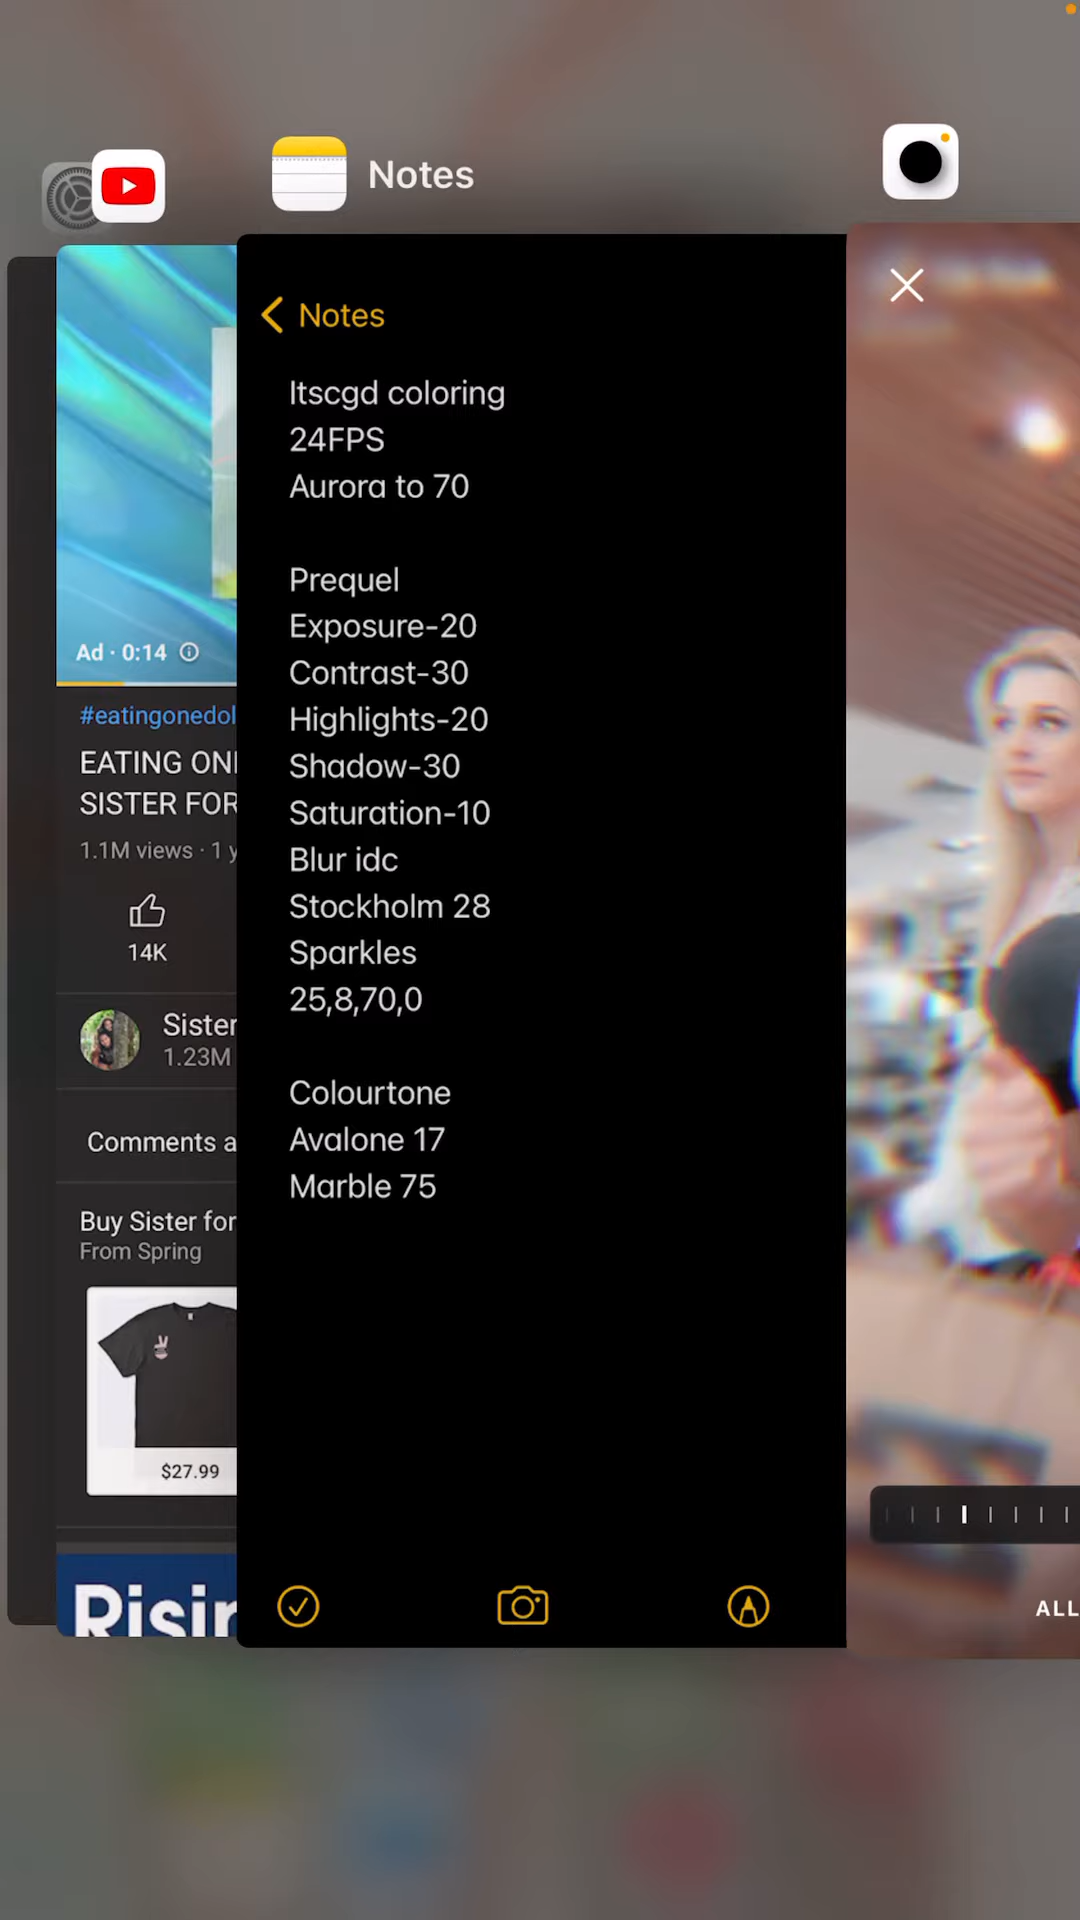 Notes
Notes
Itscgd coloring
24FPS
Aurora to 70
Prequel
Exposure-20
Contrast-30
Highlights-20
Shadow-30
Saturation-10
Blur idc
Stockholm 28
Sparkles
25,8,70,0
Colourtone
Avalone 17
Marble 75
Ad · 0:14
#eatingonedol
EATING ON
SISTER FOR
1.1M views · 1 y
14K
Sister
1.23M
Comments a
Buy Sister for
From Spring
$27.99
Risin
ALL